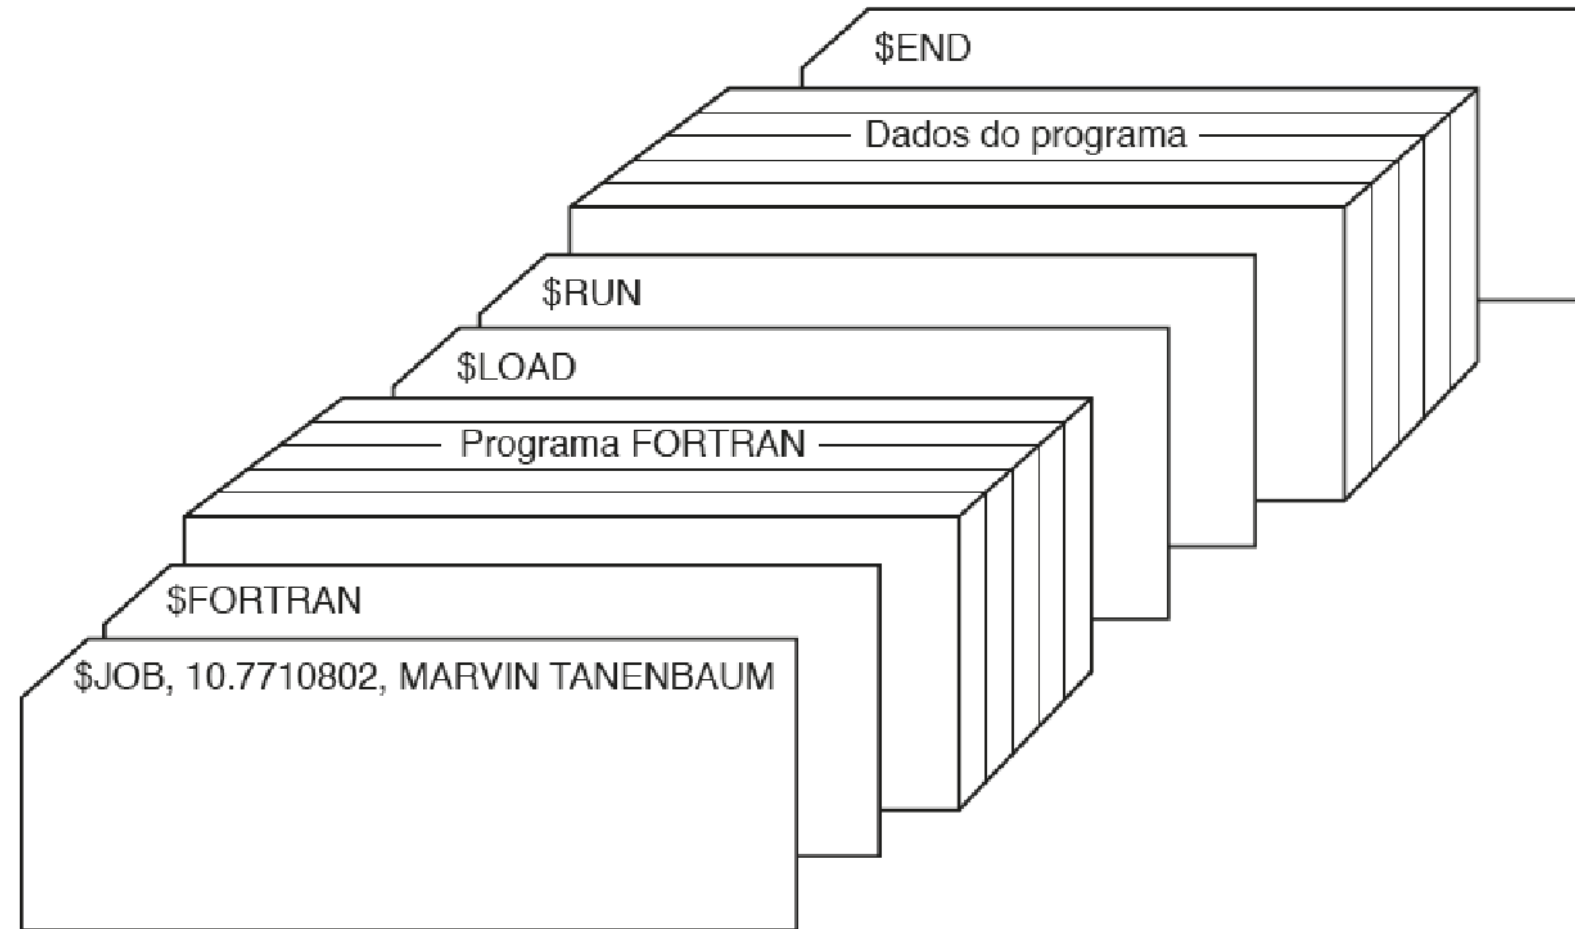 $END
Dados do programa
$RUN
$LOAD
Programa FORTRAN
$FORTRAN
$JOB, 10.7710802, MARVIN TANENBAUM